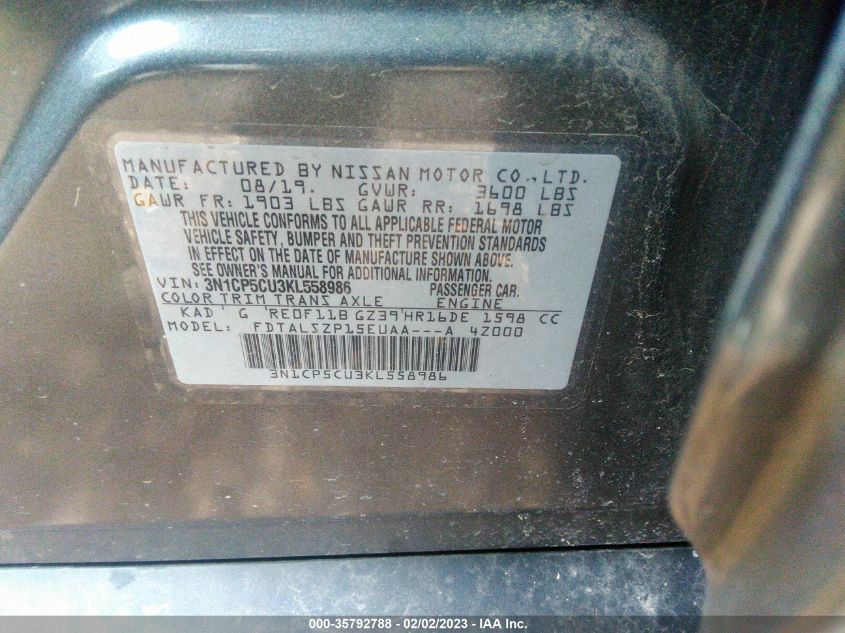 MANUFACTURED BY NISSAN MOTOR CO., LTD.
DATE: 08/19. GVWR: 3600 LBS
GAWR FR: 1903 LBS GAWR RR: 1698 LBS
THIS VEHICLE CONFORMS TO ALL APPLICABLE FEDERAL MOTOR
VEHICLE SAFETY, BUMPER AND THEFT PREVENTION STANDARDS
IN EFFECT ON THE DATE OF MANUFACTURE SHOWN ABOVE.
SEE OWNER'S MANUAL FOR ADDITIONAL INFORMATION.
VIN: 3N1CP5CU3KL558986 PASSENGER CAR.
COLOR TRIM TRANS AXLE ENGINE
KAD G RE0F11B GZ39 HR16DE 1598 CC
MODEL: FDTALSZP15EUAA---A 4Z000
3N1CP5CU3KL558986
000-35792788 - 02/02/2023 - IAA Inc.